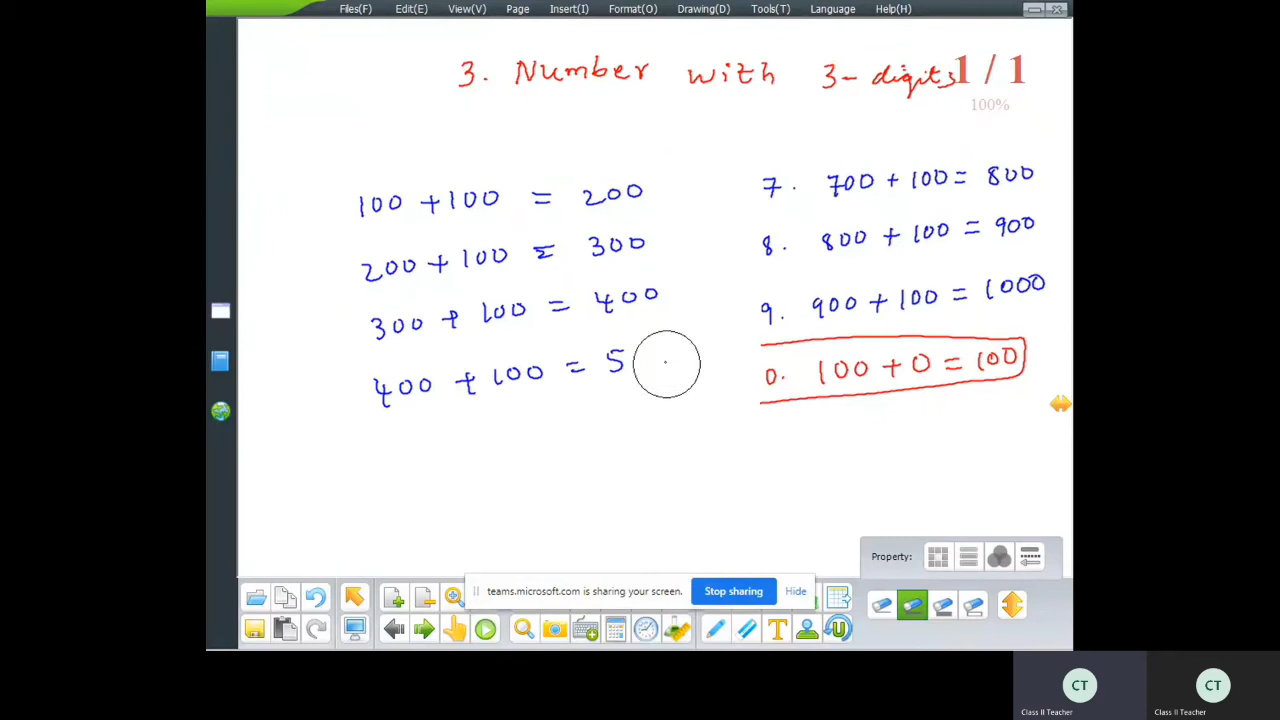 Files(F) Edit(E) View(V) Page Insert(I) Format(O) Drawing(D) Tools(T) Language Help(H)
3. Number with 3-digits
1 / 1
100%
100 + 100 = 200
200 + 100 = 300
300 + 100 = 400
400 + 100 = 5
7. 700 + 100 = 800
8. 800 + 100 = 900
9. 900 + 100 = 1000
0. 100 + 0 = 100
Property:
teams.microsoft.com is sharing your screen. Stop sharing Hide
CT
Class II Teacher
CT
Class II Teacher